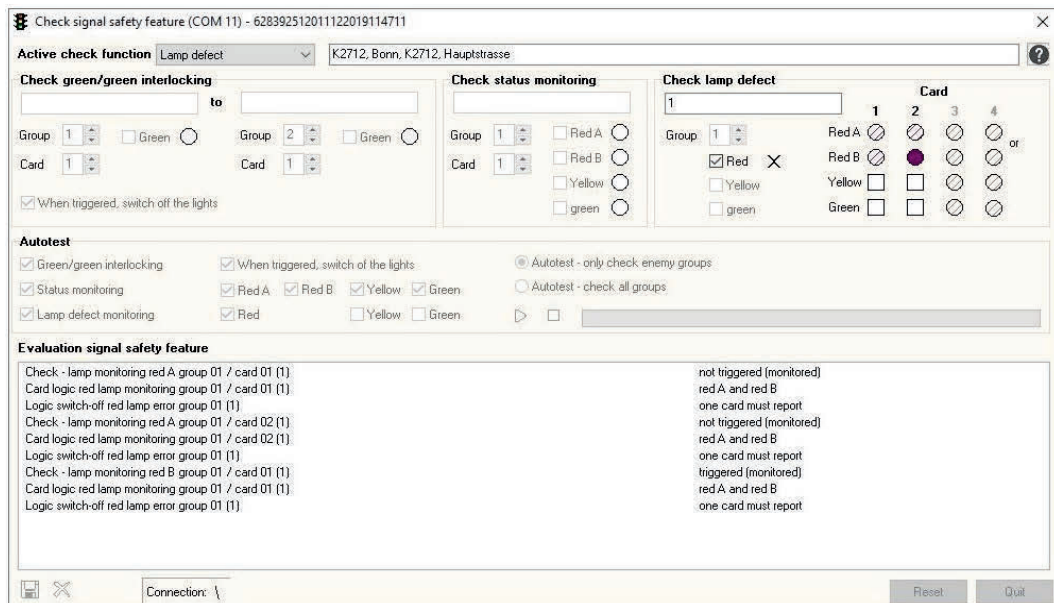 Check signal safety feature (COM 11) - 628392512011122019114711
Active check function Lamp defect K2712, Bonn, K2712, Hauptstrasse
Check green/green interlocking
to
Group 1 Green Group 2 Green
Card 1 Card 1
When triggered, switch off the lights
Check status monitoring
Group 1 Red A
Card 1 Red B
Yellow
green
Check lamp defect
1
Group 1
Red
Yellow
green
Card
1 2 3 4
Red A
or
Red B
Yellow
Green
Autotest
Green/green interlocking When triggered, switch of the lights Autotest - only check enemy groups
Status monitoring Red A Red B Yellow Green Autotest - check all groups
Lamp defect monitoring Red Yellow Green
Evaluation signal safety feature
Check - lamp monitoring red A group 01 / card 01 (1) not triggered (monitored)
Card logic red lamp monitoring group 01 / card 01 (1) red A and red B
Logic switch-off red lamp error group 01 (1) one card must report
Check - lamp monitoring red A group 01 / card 02 (1) not triggered (monitored)
Card logic red lamp monitoring group 01 / card 02 (1) red A and red B
Logic switch-off red lamp error group 01 (1) one card must report
Check - lamp monitoring red B group 01 / card 01 (1) triggered (monitored)
Card logic red lamp monitoring group 01 / card 01 (1) red A and red B
Logic switch-off red lamp error group 01 (1) one card must report
Connection: \
Reset Quit